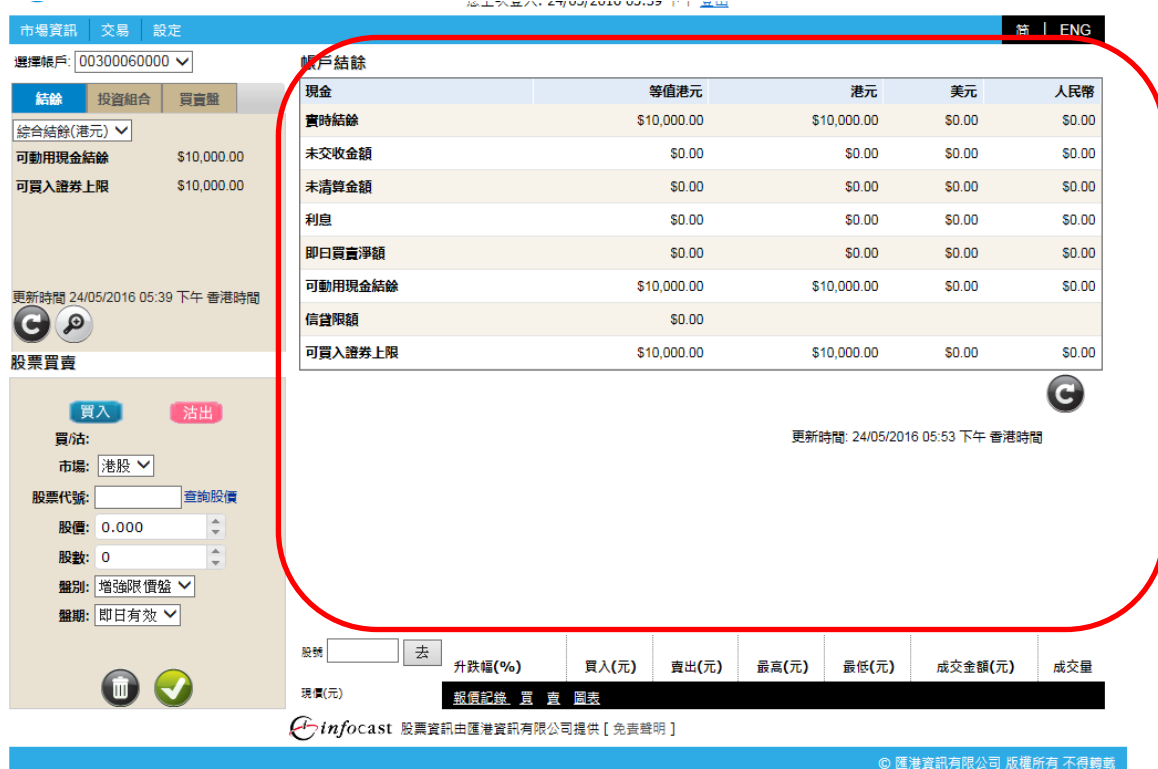 您上次登入: 24/05/2016 05:39 下午 登出
市場資訊 交易 設定 简 | ENG
選擇帳戶: 00300060000
結餘 投資組合 買賣盤
綜合結餘(港元)
可動用現金結餘 $10,000.00
可買入證券上限 $10,000.00
更新時間 24/05/2016 05:39 下午 香港時間
股票買賣
買入 沽出
買/沽:
市場: 港股
股票代號: 查詢股價
股價: 0.000
股數: 0
盤別: 增強限價盤
盤期: 即日有效
帳戶結餘
現金 等值港元 港元 美元 人民幣
實時結餘 $10,000.00 $10,000.00 $0.00 $0.00
未交收金額 $0.00 $0.00 $0.00 $0.00
未清算金額 $0.00 $0.00 $0.00 $0.00
利息 $0.00 $0.00 $0.00 $0.00
即日買賣淨額 $0.00 $0.00 $0.00 $0.00
可動用現金結餘 $10,000.00 $10,000.00 $0.00 $0.00
信貸限額 $0.00
可買入證券上限 $10,000.00 $10,000.00 $0.00 $0.00
更新時間: 24/05/2016 05:53 下午 香港時間
股號 去
升跌幅(%) 買入(元) 賣出(元) 最高(元) 最低(元) 成交金額(元) 成交量
現價(元) 報價記錄 買 賣 圖表
infocast 股票資訊由匯港資訊有限公司提供 [ 免責聲明 ]
© 匯港資訊有限公司 版權所有 不得轉載